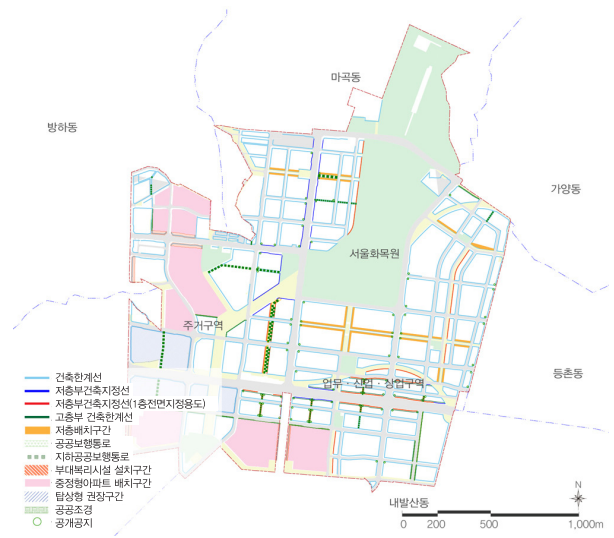 마곡동
방하동
가양동
서울화목원
주거구역
등촌동
업무 · 산업 · 상업구역
건축한계선
저층부건축지정선
저층부건축지정선(1층전면지정용도)
고층부 건축한계선
저층배치구간
공공보행통로
지하공공보행통로
부대복리시설 설치구간
중정형아파트 배치구간
탑상형 권장구간
공공조경
공개공지
내발산동
N
0 200 500 1,000m